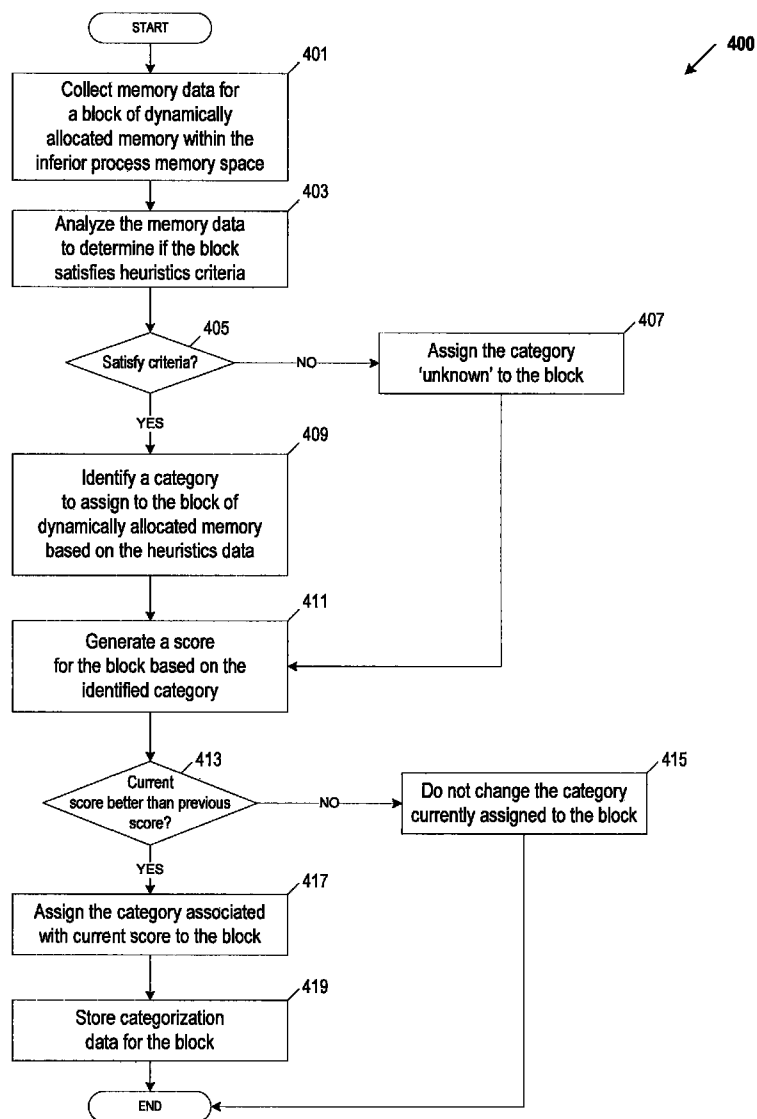 START
400
401
Collect memory data for
a block of dynamically
allocated memory within the
inferior process memory space
403
Analyze the memory data
to determine if the block
satisfies heuristics criteria
405
Satisfy criteria?
NO
407
Assign the category
‘unknown’ to the block
YES
409
Identify a category
to assign to the block of
dynamically allocated memory
based on the heuristics data
411
Generate a score
for the block based on the
identified category
413
Current
score better than previous
score?
NO
415
Do not change the category
currently assigned to the block
YES
417
Assign the category associated
with current score to the block
419
Store categorization
data for the block
END